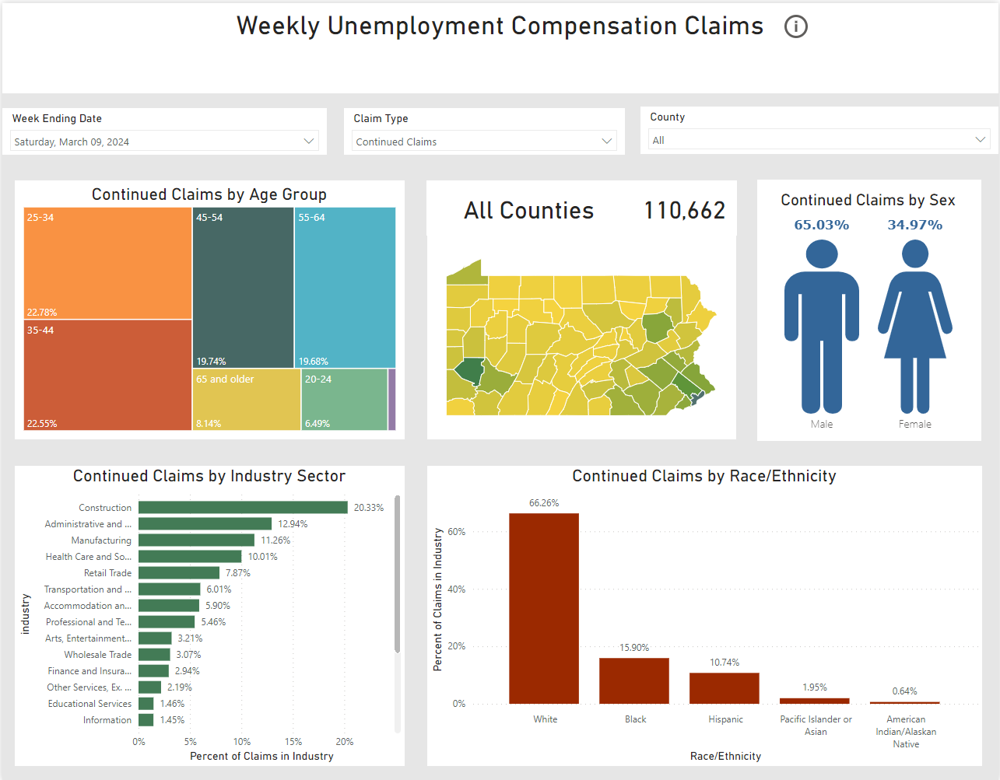 Weekly Unemployment Compensation Claims
Week Ending Date
Saturday, March 09, 2024
Claim Type
Continued Claims
County
All
Continued Claims by Age Group
25-34
22.78%
35-44
22.55%
45-54
19.74%
55-64
19.68%
65 and older
8.14%
20-24
6.49%
All Counties 110,662
Continued Claims by Sex
65.03% 34.97%
Male Female
Continued Claims by Industry Sector
industry
Construction 20.33%
Administrative and ... 12.94%
Manufacturing 11.26%
Health Care and So... 10.01%
Retail Trade 7.87%
Transportation and ... 6.01%
Accommodation an... 5.90%
Professional and Te... 5.46%
Arts, Entertainment... 3.21%
Wholesale Trade 3.07%
Finance and Insura... 2.94%
Other Services, Ex. ... 2.19%
Educational Services 1.46%
Information 1.45%
0% 5% 10% 15% 20%
Percent of Claims in Industry
Continued Claims by Race/Ethnicity
Percent of Claims in Industry
60%
40%
20%
0%
66.26%
15.90%
10.74%
1.95%
0.64%
White
Black
Hispanic
Pacific Islander or
Asian
American
Indian/Alaskan
Native
Race/Ethnicity